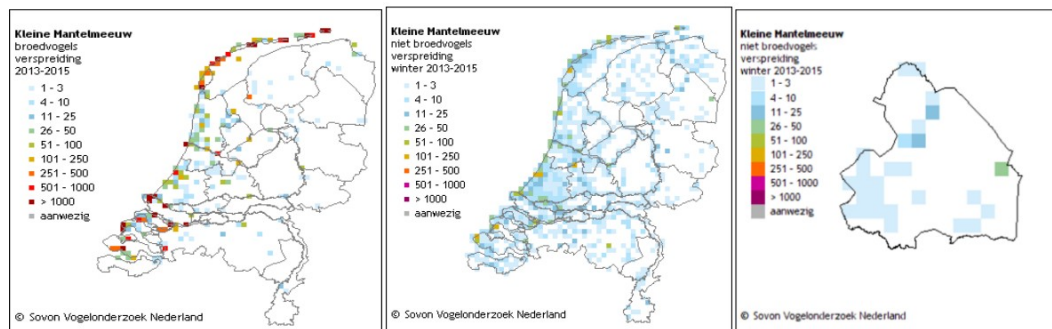 Kleine Mantelmeeuw
broedvogels
verspreiding
2013-2015
1 - 3
4 - 10
11 - 25
26 - 50
51 - 100
101 - 250
251 - 500
501 - 1000
> 1000
aanwezig
© Sovon Vogelonderzoek Nederland
Kleine Mantelmeeuw
niet broedvogels
verspreiding
winter 2013-2015
1 - 3
4 - 10
11 - 25
26 - 50
51 - 100
101 - 250
251 - 500
501 - 1000
> 1000
aanwezig
© Sovon Vogelonderzoek Nederland
Kleine Mantelmeeuw
niet broedvogels
verspreiding
winter 2013-2015
1 - 3
4 - 10
11 - 25
26 - 50
51 - 100
101 - 250
251 - 500
501 - 1000
> 1000
aanwezig
© Sovon Vogelonderzoek Nederland